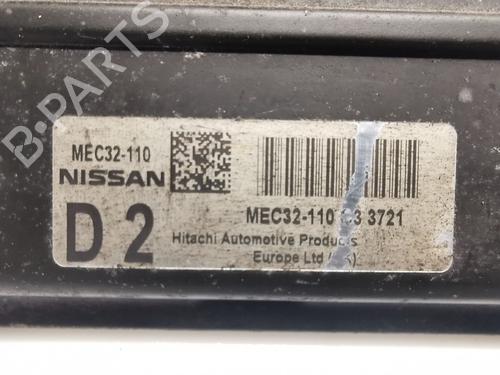 B-PARTS
MEC32-110
NISSAN
D 2
MEC32-110 3721
Hitachi Automotive Products
Europe Ltd